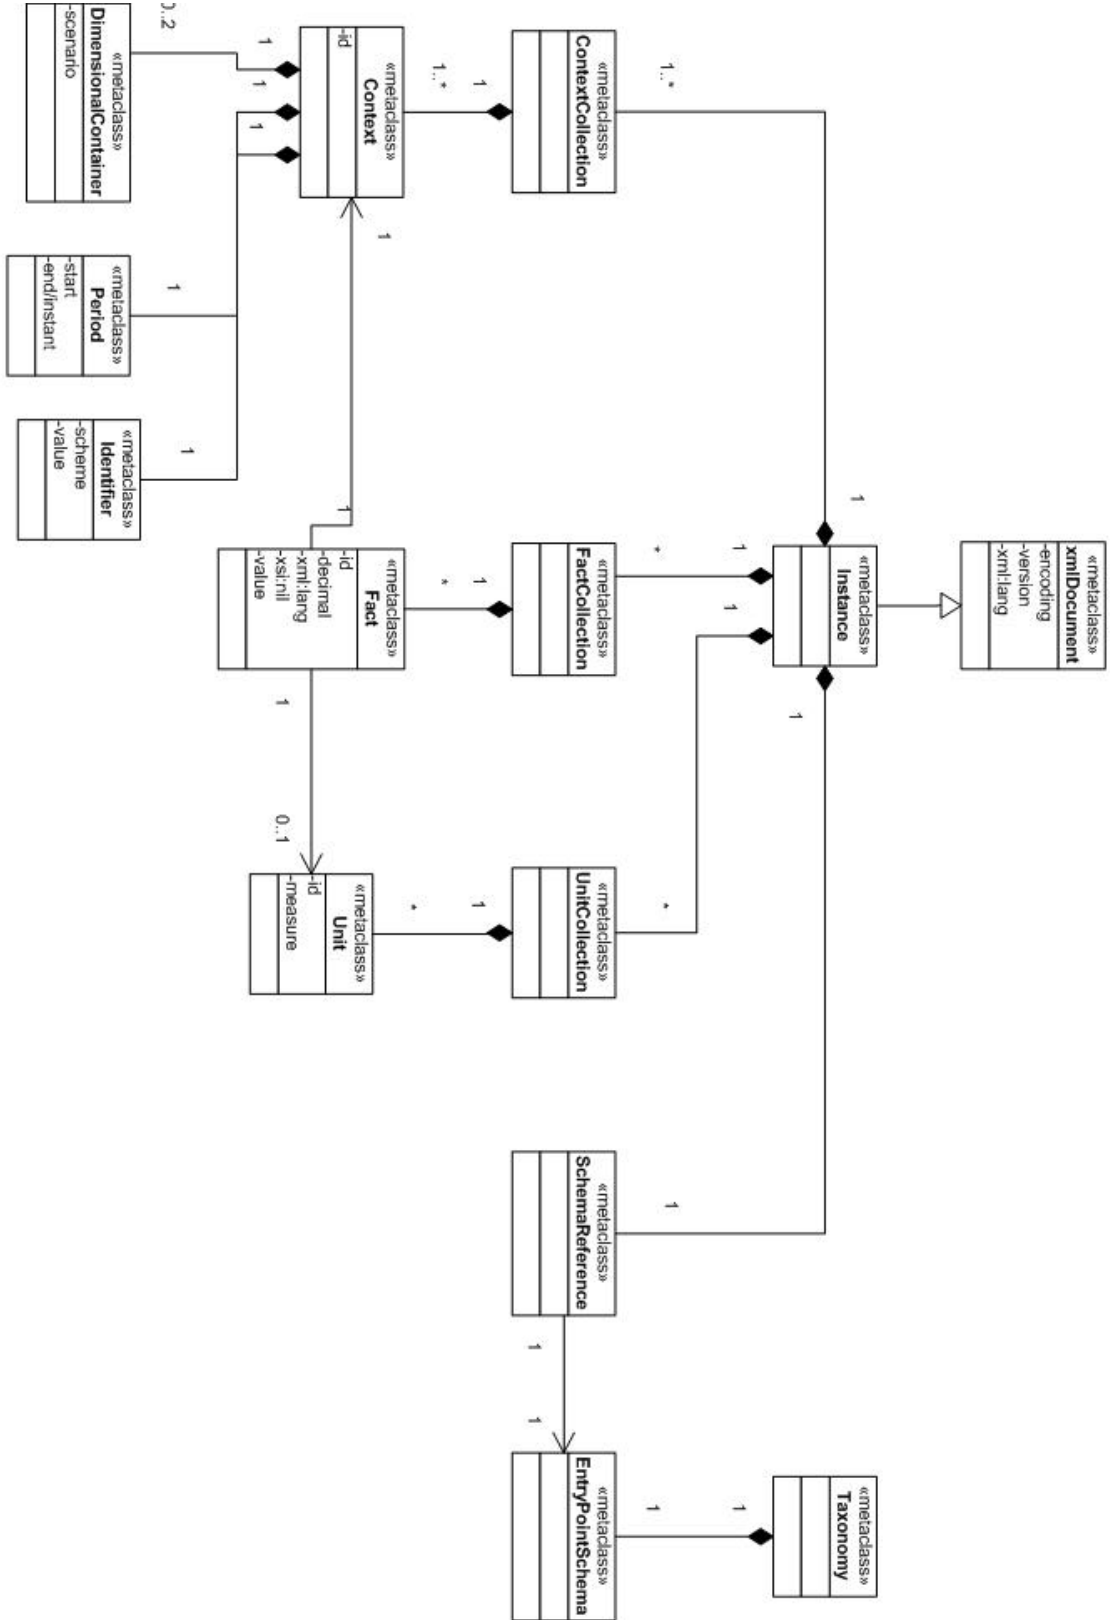 «metaclass»
xmlDocument
-encoding
-version
-xml:lang
«metaclass»
Instance
«metaclass»
Taxonomy
1
1
1
1
1
1..*
*
*
1
1
«metaclass»
ContextCollection
«metaclass»
FactCollection
«metaclass»
UnitCollection
«metaclass»
SchemaReference
«metaclass»
EntryPointSchema
1
1
1
1
1
1..*
*
*
«metaclass»
Context
-id
«metaclass»
Fact
-id
-decimal
-xml:lang
-xsi:nil
-value
«metaclass»
Unit
-id
-measure
1
1
1
0..1
1
1
1
0..2
1
1
«metaclass»
DimensionalContainer
-scenario
«metaclass»
Period
-start
-end/instant
«metaclass»
Identifier
-scheme
-value